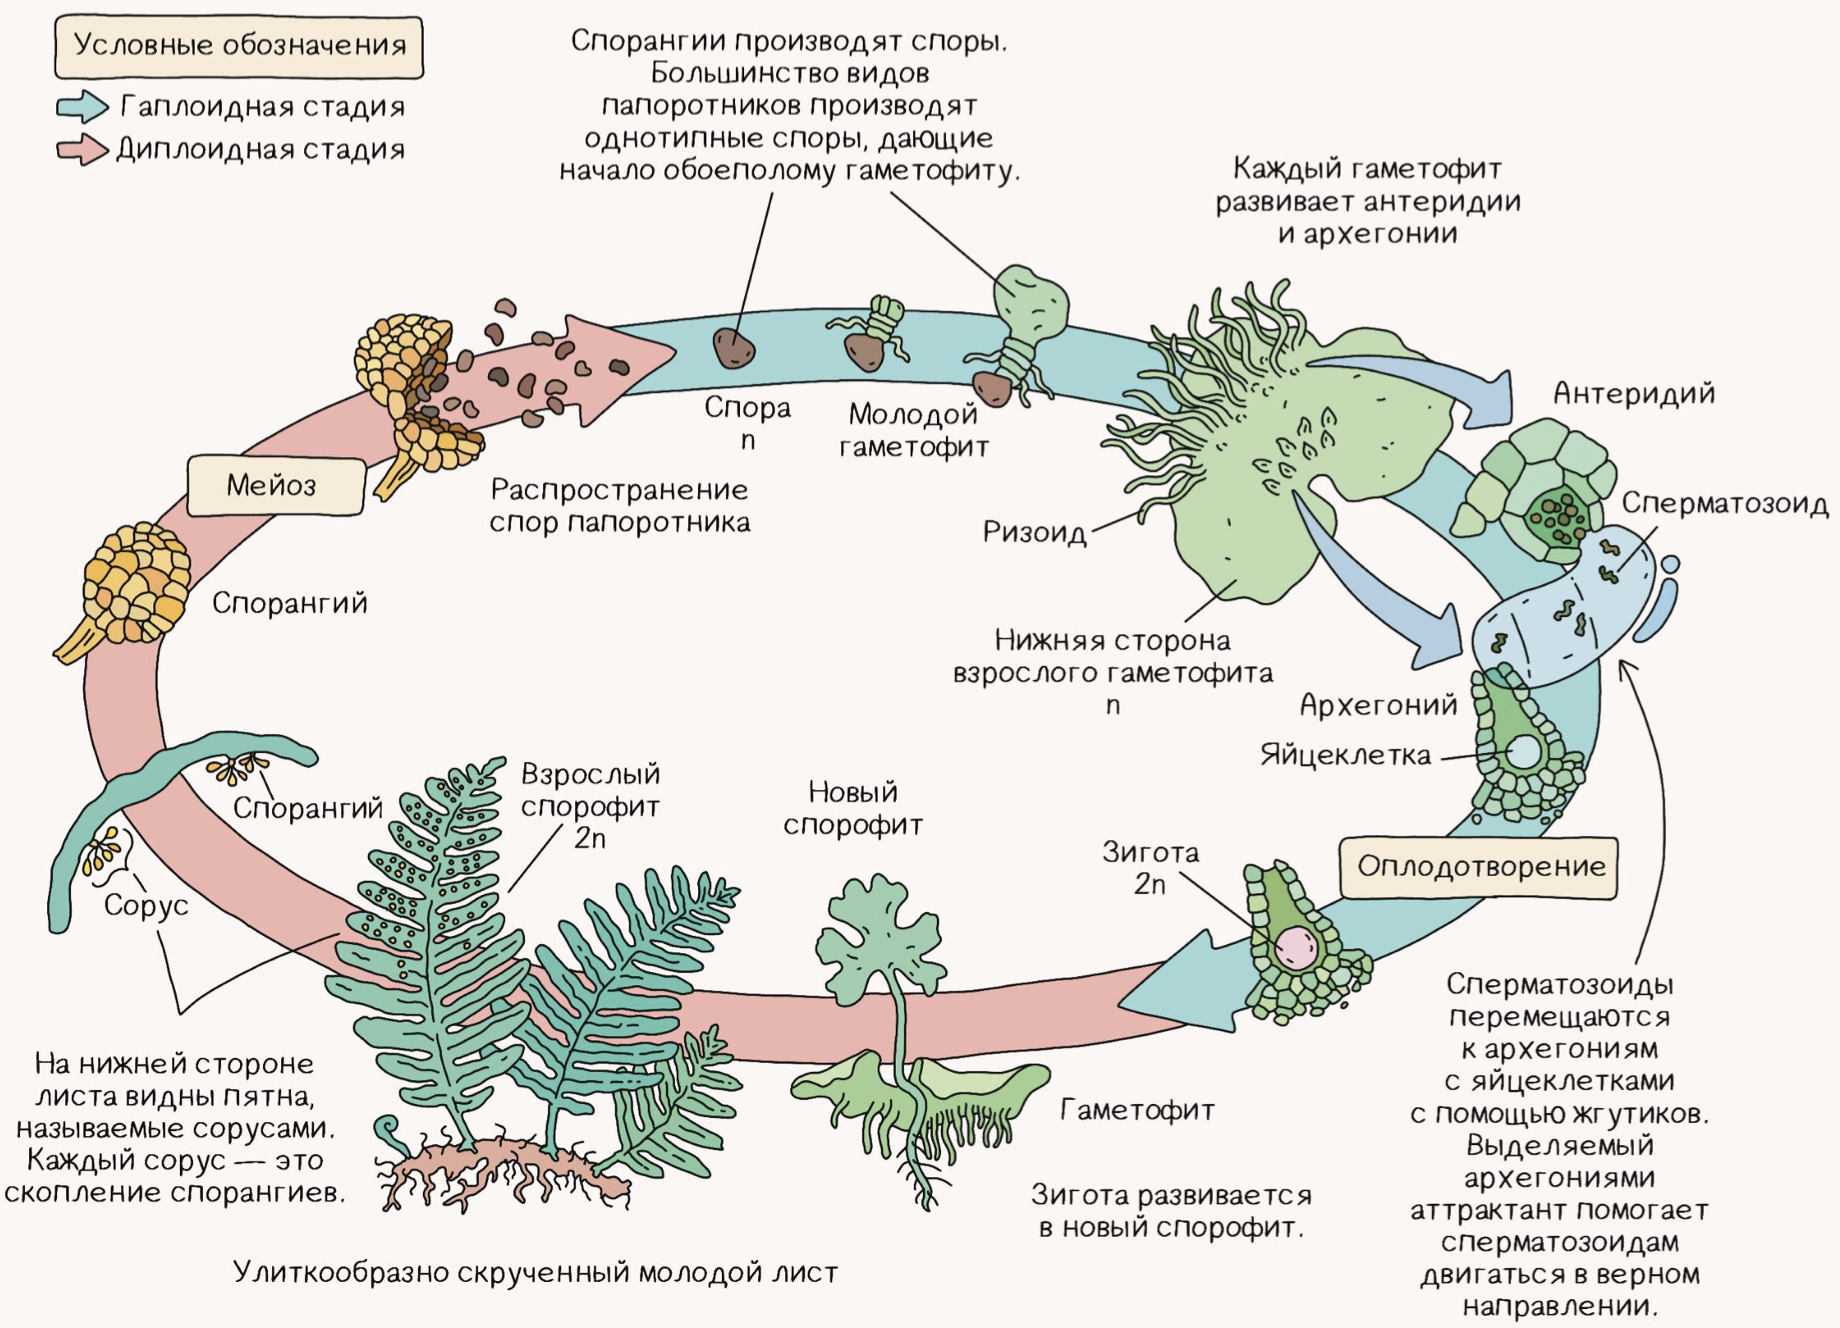 Условные обозначения
Гаплоидная стадия
Диплоидная стадия
Спорангии производят споры.
Большинство видов
папоротников производят
однотипные споры, дающие
начало обоеполому гаметофиту.
Каждый гаметофит
развивает антеридии
и архегонии
Антеридий
Спора
n
Молодой
гаметофит
Мейоз
Распространение
спор папоротника
Ризоид
Сперматозоид
Спорангий
Нижняя сторона
взрослого гаметофита
n
Архегоний
Яйцеклетка
Спорангий
Сорус
Взрослый
спорофит
2n
Новый
спорофит
Зигота
2n
Оплодотворение
На нижней стороне
листа видны пятна,
называемые сорусами.
Каждый сорус — это
скопление спорангиев.
Гаметофит
Зигота развивается
в новый спорофит.
Сперматозоиды
перемещаются
к архегониям
с яйцеклетками
с помощью жгутиков.
Выделяемый
архегониями
аттрактант помогает
сперматозоидам
двигаться в верном
направлении.
Улиткообразно скрученный молодой лист